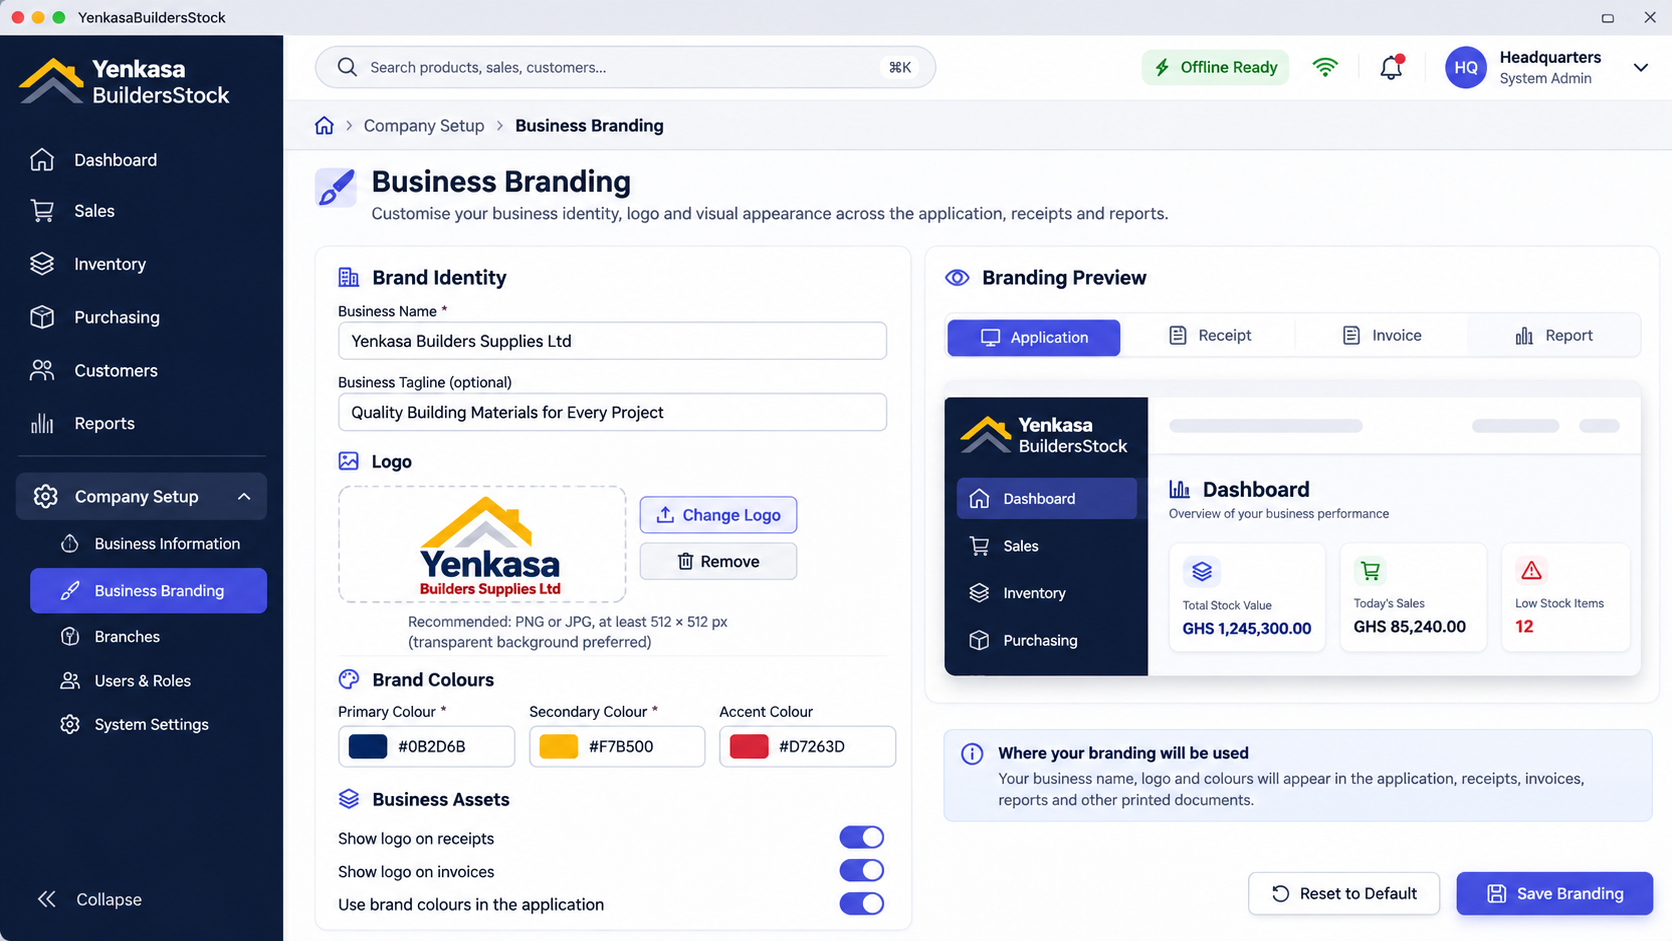 YenkasaBuildersStock
Yenkasa
BuildersStock
Dashboard
Sales
Inventory
Purchasing
Customers
Reports
Company Setup
Business Information
Business Branding
Branches
Users & Roles
System Settings
Collapse
Search products, sales, customers...
⌘K
Offline Ready
HQ
Headquarters
System Admin
Company Setup
Business Branding
Business Branding
Customise your business identity, logo and visual appearance across the application, receipts and reports.
Brand Identity
Business Name *
Yenkasa Builders Supplies Ltd
Business Tagline (optional)
Quality Building Materials for Every Project
Logo
Yenkasa
Builders Supplies Ltd
Change Logo
Remove
Recommended: PNG or JPG, at least 512 × 512 px
(transparent background preferred)
Brand Colours
Primary Colour *
Secondary Colour *
Accent Colour
#0B2D6B
#F7B500
#D7263D
Business Assets
Show logo on receipts
Show logo on invoices
Use brand colours in the application
Branding Preview
Application
Receipt
Invoice
Report
Yenkasa
BuildersStock
Dashboard
Sales
Inventory
Purchasing
Dashboard
Overview of your business performance
Total Stock Value
GHS 1,245,300.00
Today's Sales
GHS 85,240.00
Low Stock Items
12
Where your branding will be used
Your business name, logo and colours will appear in the application, receipts, invoices,
reports and other printed documents.
Reset to Default
Save Branding